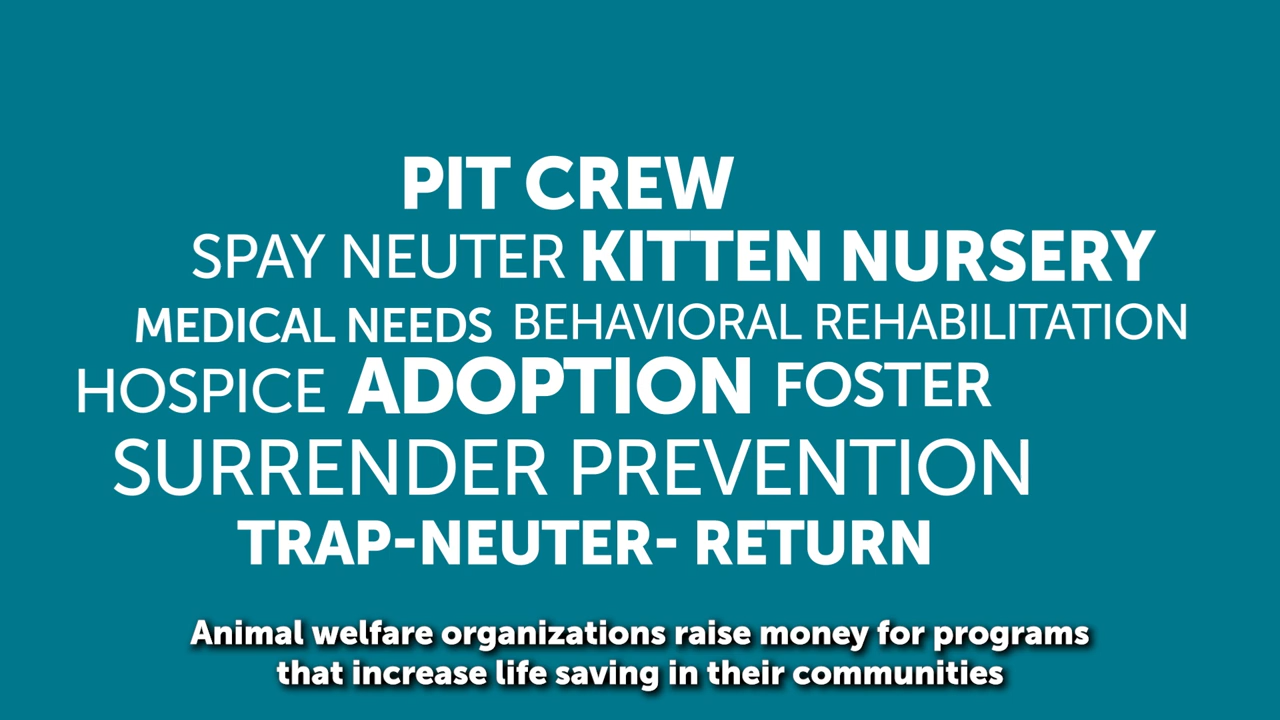 PIT CREW
SPAY NEUTER KITTEN NURSERY
MEDICAL NEEDS BEHAVIORAL REHABILITATION
HOSPICE ADOPTION FOSTER
SURRENDER PREVENTION
TRAP-NEUTER- RETURN
Animal welfare organizations raise money for programs
that increase life saving in their communities